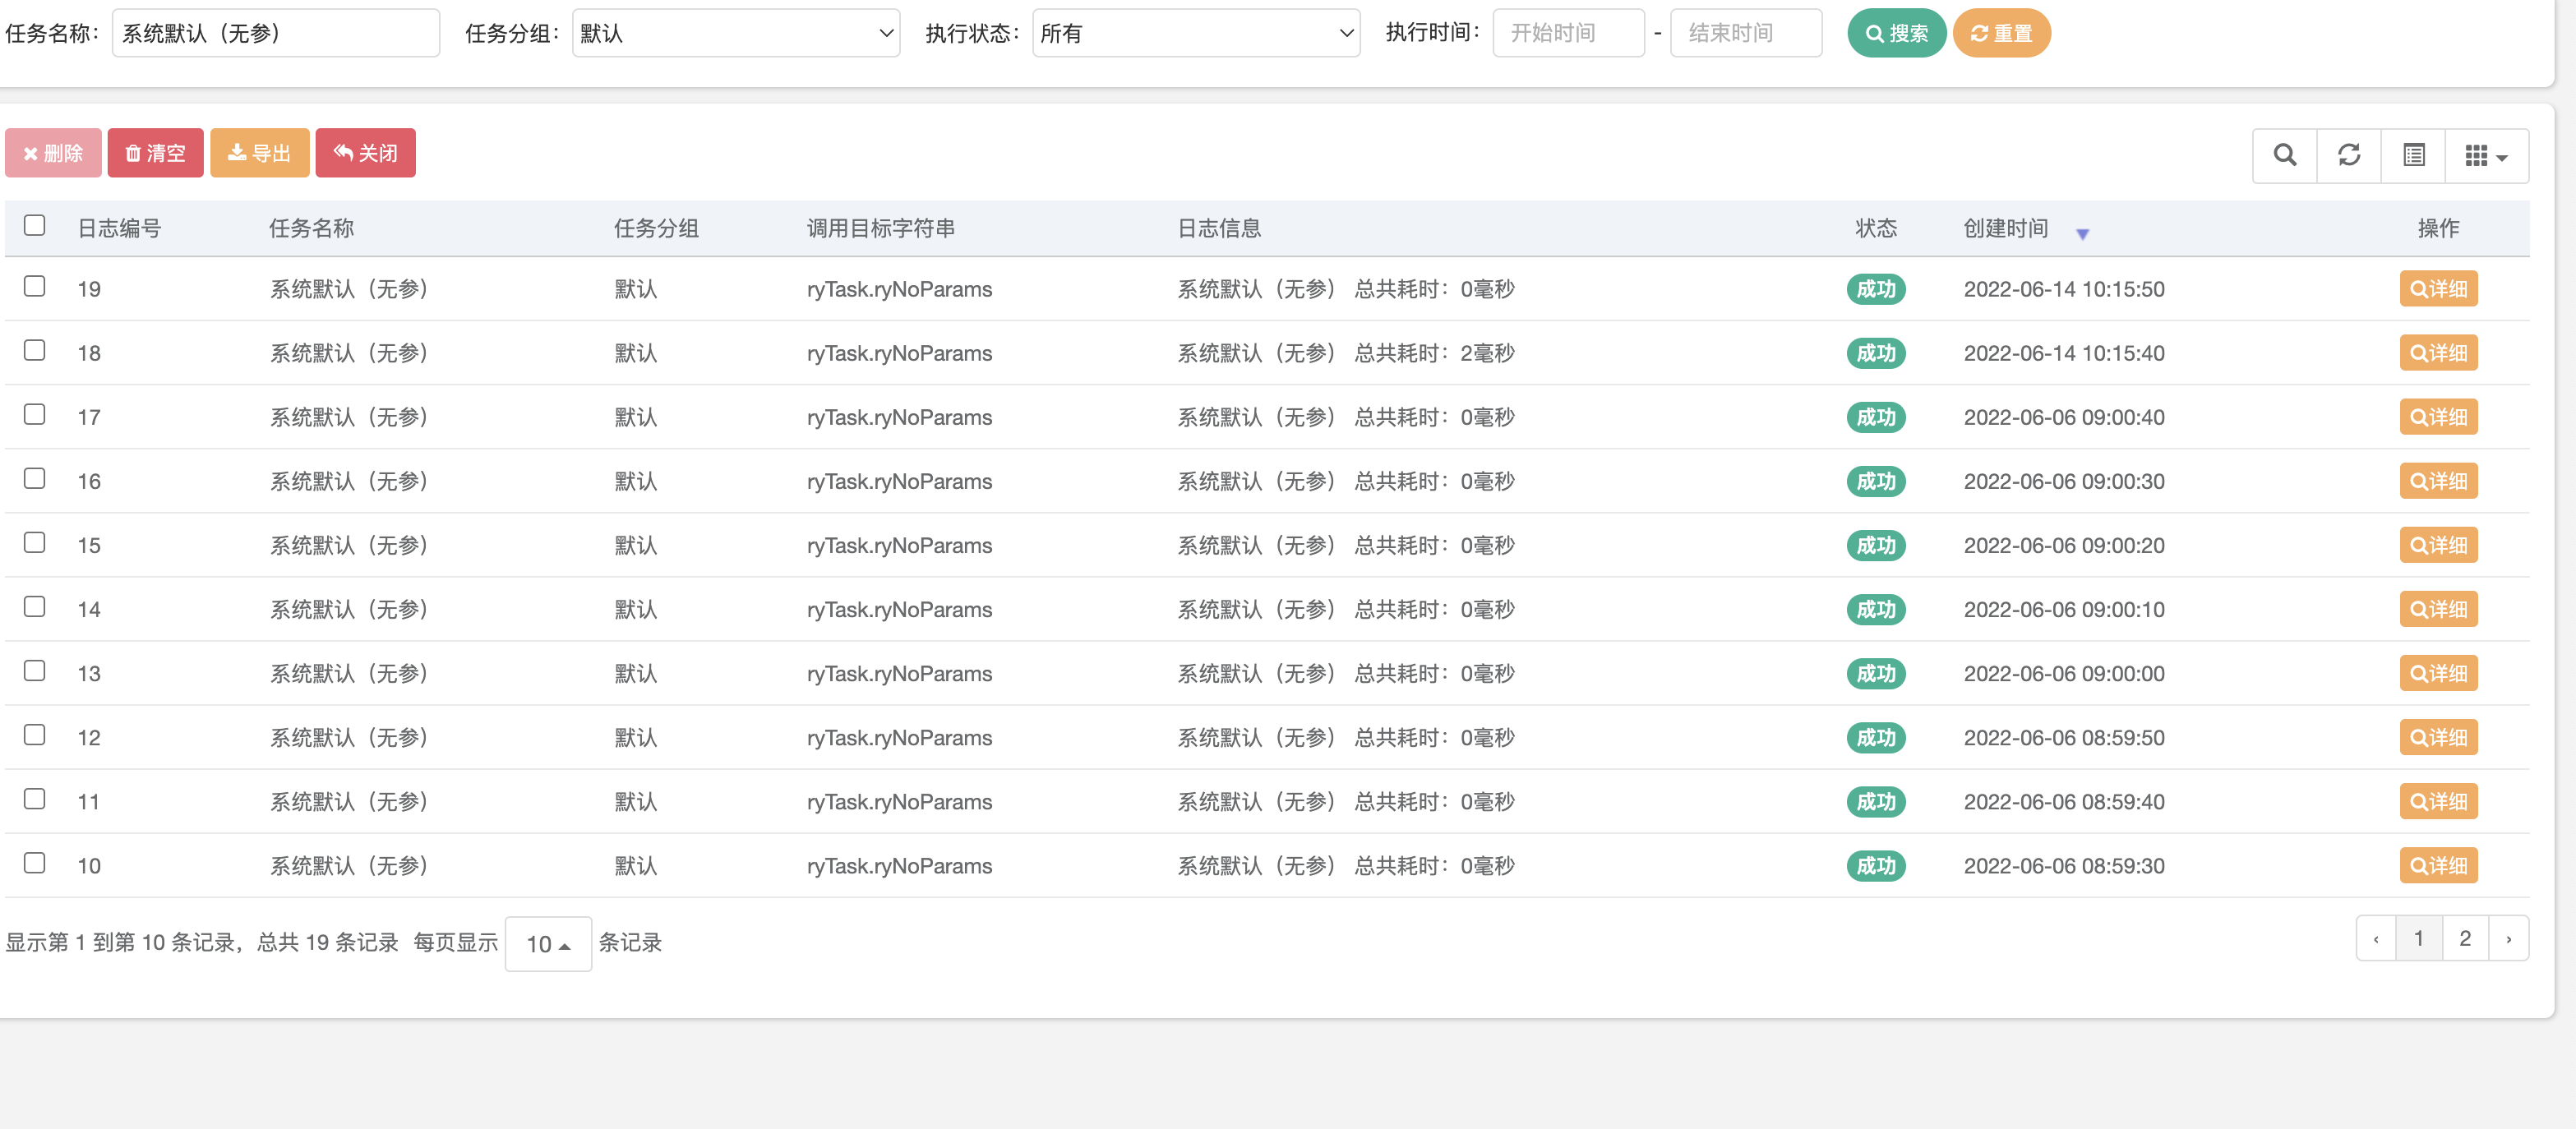 任务名称： 系统默认（无参） 任务分组： 默认 执行状态： 所有 执行时间： 开始时间 - 结束时间 搜索 重置
删除 清空 导出 关闭
日志编号 任务名称 任务分组 调用目标字符串 日志信息 状态 创建时间 操作
19 系统默认（无参） 默认 ryTask.ryNoParams 系统默认（无参） 总共耗时：0毫秒 成功 2022-06-14 10:15:50 详细
18 系统默认（无参） 默认 ryTask.ryNoParams 系统默认（无参） 总共耗时：2毫秒 成功 2022-06-14 10:15:40 详细
17 系统默认（无参） 默认 ryTask.ryNoParams 系统默认（无参） 总共耗时：0毫秒 成功 2022-06-06 09:00:40 详细
16 系统默认（无参） 默认 ryTask.ryNoParams 系统默认（无参） 总共耗时：0毫秒 成功 2022-06-06 09:00:30 详细
15 系统默认（无参） 默认 ryTask.ryNoParams 系统默认（无参） 总共耗时：0毫秒 成功 2022-06-06 09:00:20 详细
14 系统默认（无参） 默认 ryTask.ryNoParams 系统默认（无参） 总共耗时：0毫秒 成功 2022-06-06 09:00:10 详细
13 系统默认（无参） 默认 ryTask.ryNoParams 系统默认（无参） 总共耗时：0毫秒 成功 2022-06-06 09:00:00 详细
12 系统默认（无参） 默认 ryTask.ryNoParams 系统默认（无参） 总共耗时：0毫秒 成功 2022-06-06 08:59:50 详细
11 系统默认（无参） 默认 ryTask.ryNoParams 系统默认（无参） 总共耗时：0毫秒 成功 2022-06-06 08:59:40 详细
10 系统默认（无参） 默认 ryTask.ryNoParams 系统默认（无参） 总共耗时：0毫秒 成功 2022-06-06 08:59:30 详细
显示第 1 到第 10 条记录，总共 19 条记录 每页显示 10 条记录 ‹ 1 2 ›